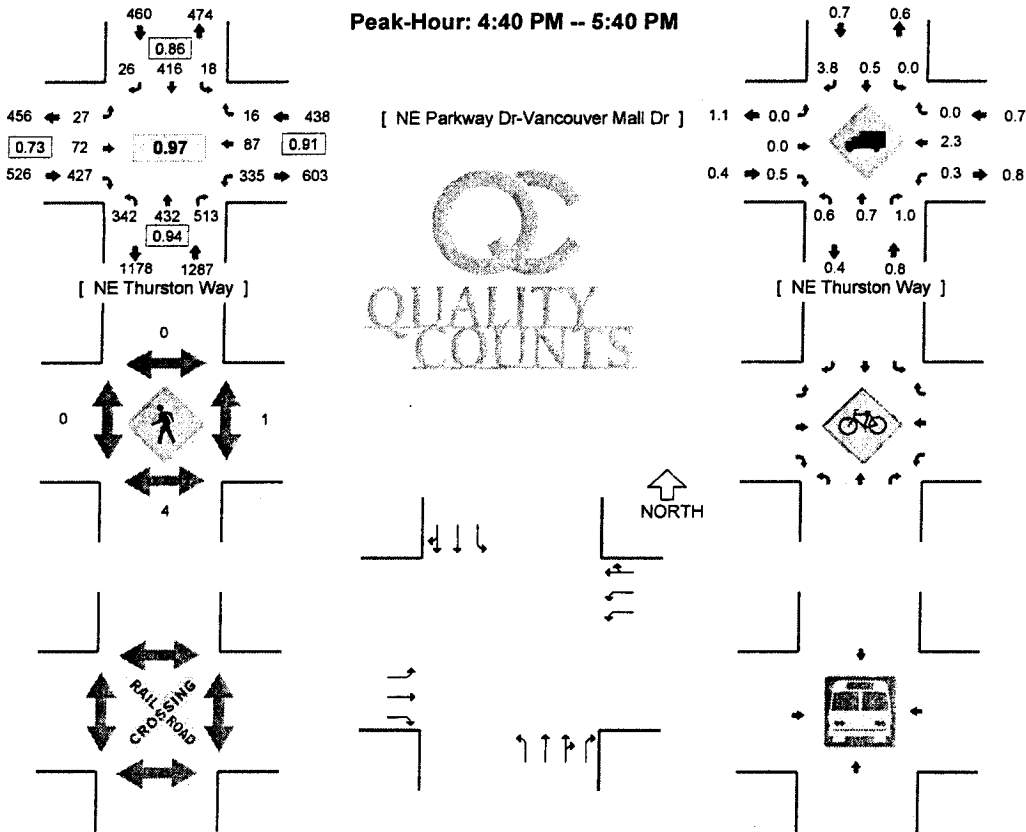 Peak-Hour: 4:40 PM -- 5:40 PM
460 474
0.86
26 416 18
456 27 16 438
0.73 72 0.97 87 0.91
526 427 335 603
342 432 513
0.94
1178 1287
[ NE Thurston Way ]
[ NE Parkway Dr-Vancouver Mall Dr ]
QC
QUALITY
COUNTS
0.7 0.6
3.8 0.5 0.0
1.1 0.0 0.0 0.7
0.0 2.3
0.4 0.5 0.3 0.8
0.6 0.7 1.0
0.4 0.8
[ NE Thurston Way ]
0
0 1
4
NORTH
RAIL ROAD
CROSSING